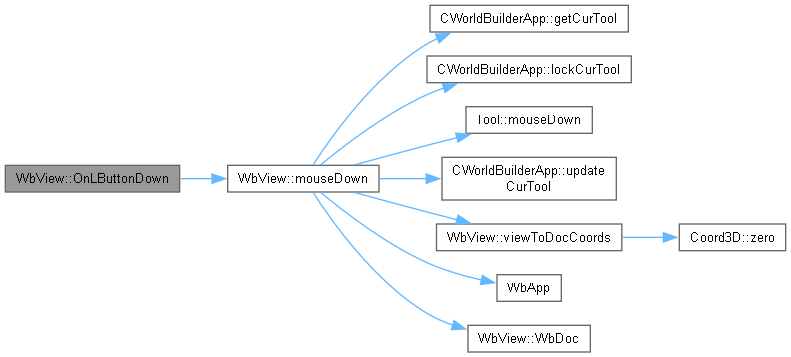 WbView::OnLButtonDown
WbView::mouseDown
CWorldBuilderApp::getCurTool
CWorldBuilderApp::lockCurTool
Tool::mouseDown
CWorldBuilderApp::update
CurTool
WbView::viewToDocCoords
Coord3D::zero
WbApp
WbView::WbDoc